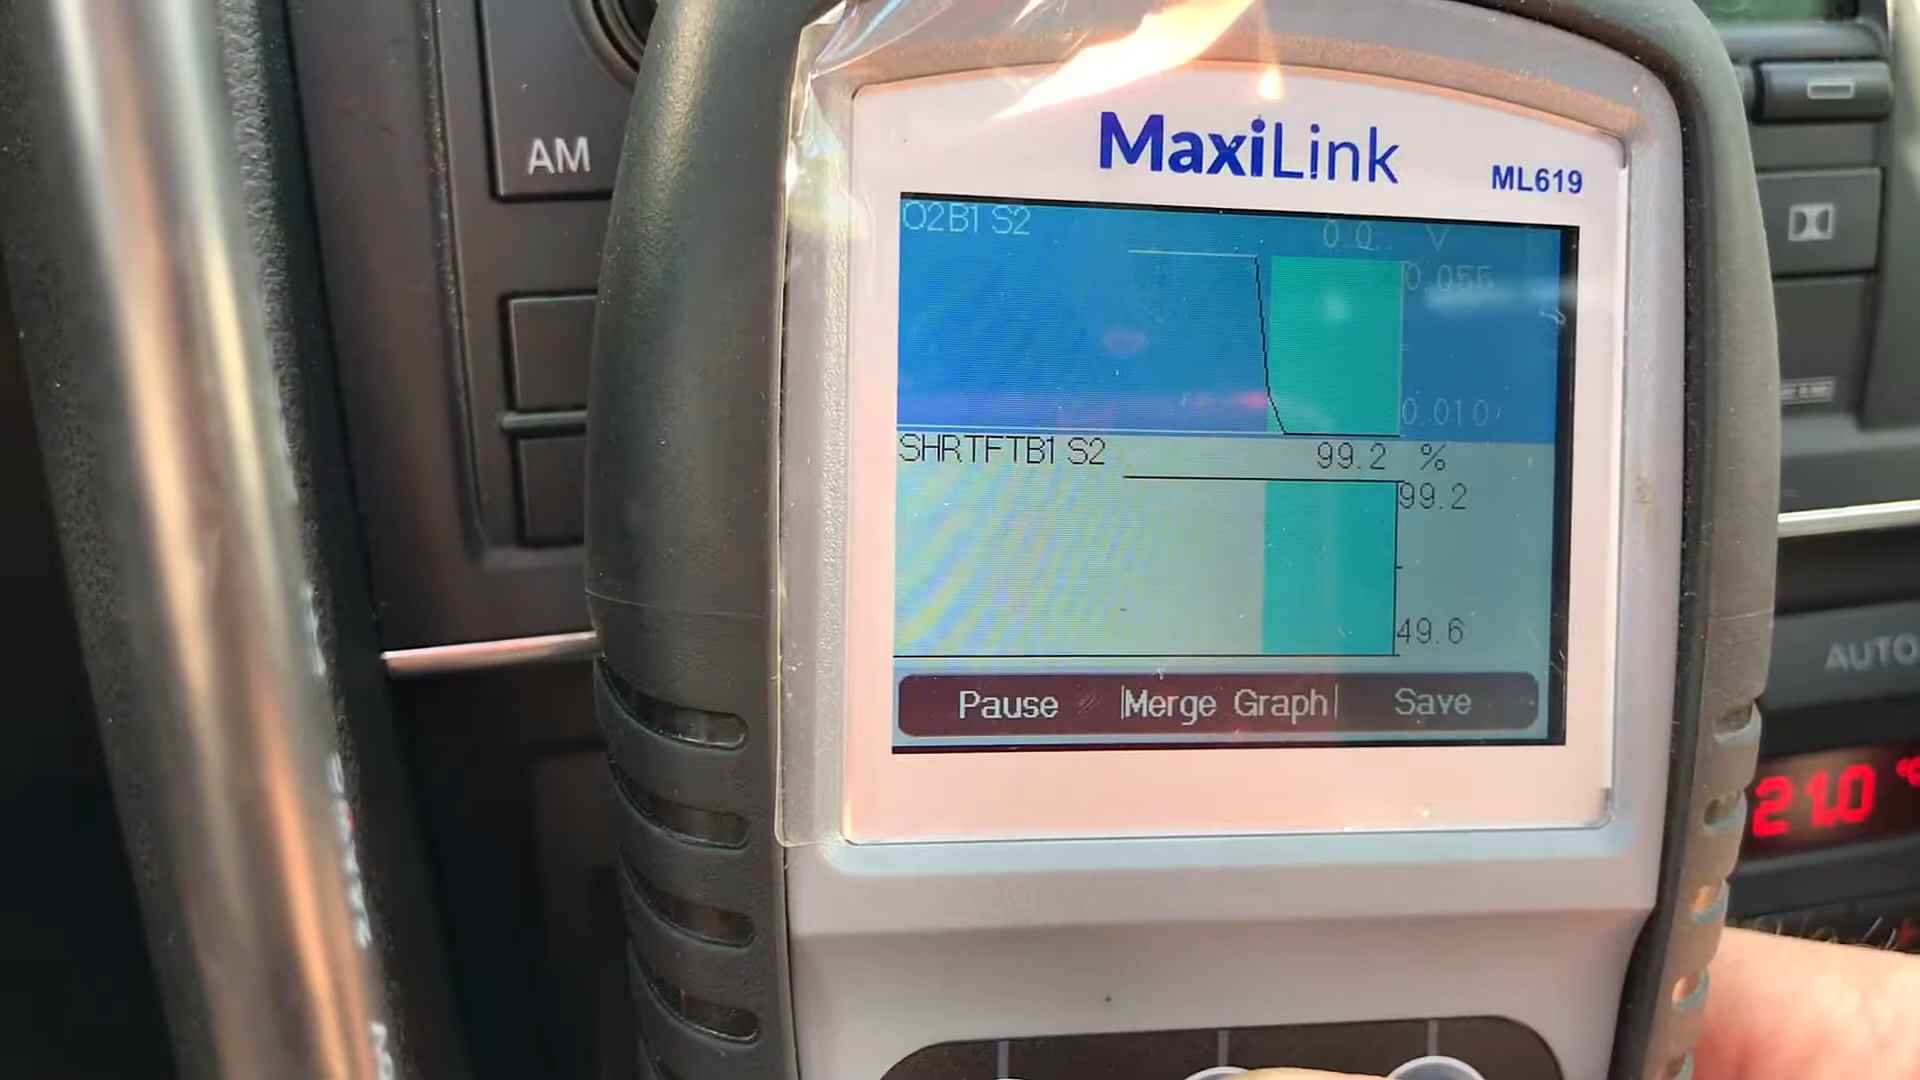 AM
MaxiLink
ML619
O2B1 S2
0.0 V
0.055
0.010
SHRTFTB1 S2
99.2 %
99.2
49.6
Pause
Merge Graph
Save
AUTO
21.0 °C